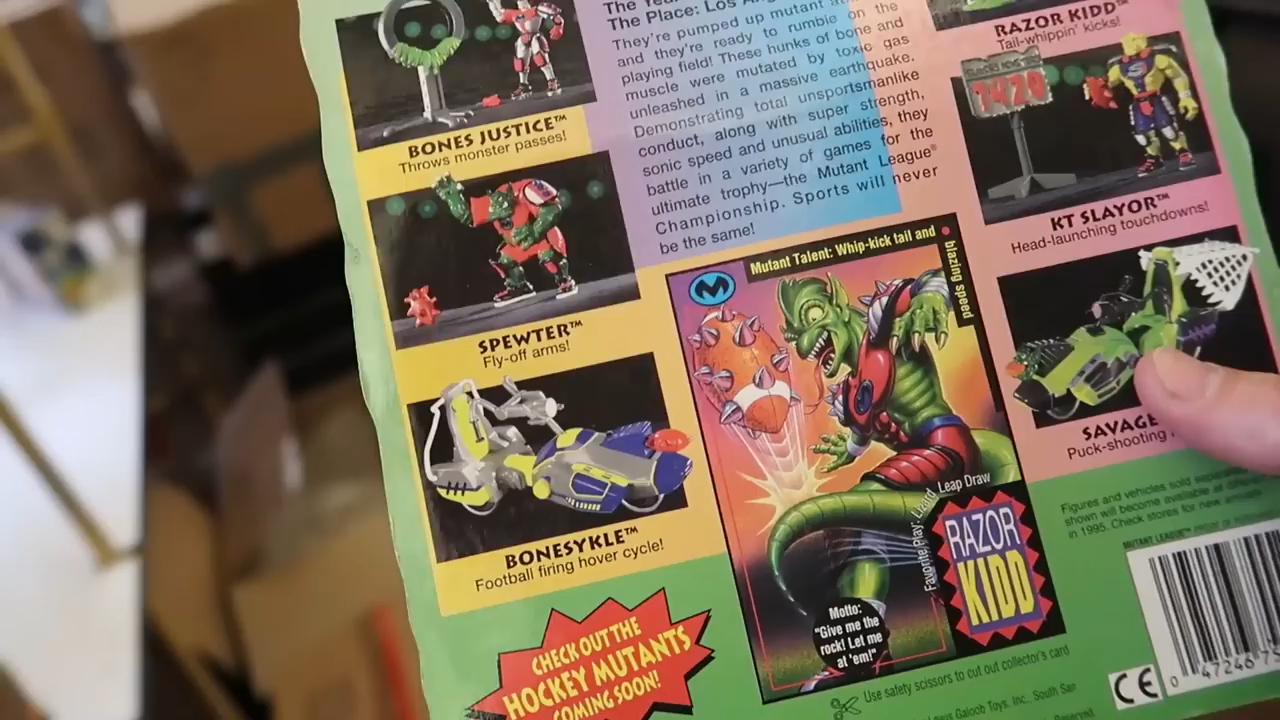 The Place: Los
They're pumped up mutant
and they're ready to rumble on the
playing field! These hunks of bone and
muscle were mutated by toxic gas
unleashed in a massive earthquake.
Demonstrating total unsportsmanlike
conduct, along with super strength,
sonic speed and unusual abilities, they
battle in a variety of games for the
ultimate trophy—the Mutant League®
Championship. Sports will never
be the same!
BONES JUSTICE™
Throws monster passes!
SPEWTER™
Fly-off arms!
BONESYKLE™
Football firing hover cycle!
CHECK OUT THE
HOCKEY MUTANTS
COMING SOON!
Mutant Talent: Whip-kick tail and
blazing speed
M
Favorite Play: Lizard Leap Draw
RAZOR
KIDD
Motto:
"Give me the
rock! Let me
at 'em!"
Use safety scissors to cut out collector's card
Galoob Toys, Inc., South San
RAZOR KIDD™
Tail-whippin' kicks!
KT SLAYOR™
Head-launching touchdowns!
SAVAGE
Puck-shooting
Figures and vehicles sold
shown will become available at
in 1995. Check stores for new
MUTANT LEAGUE™
CE
0 47246